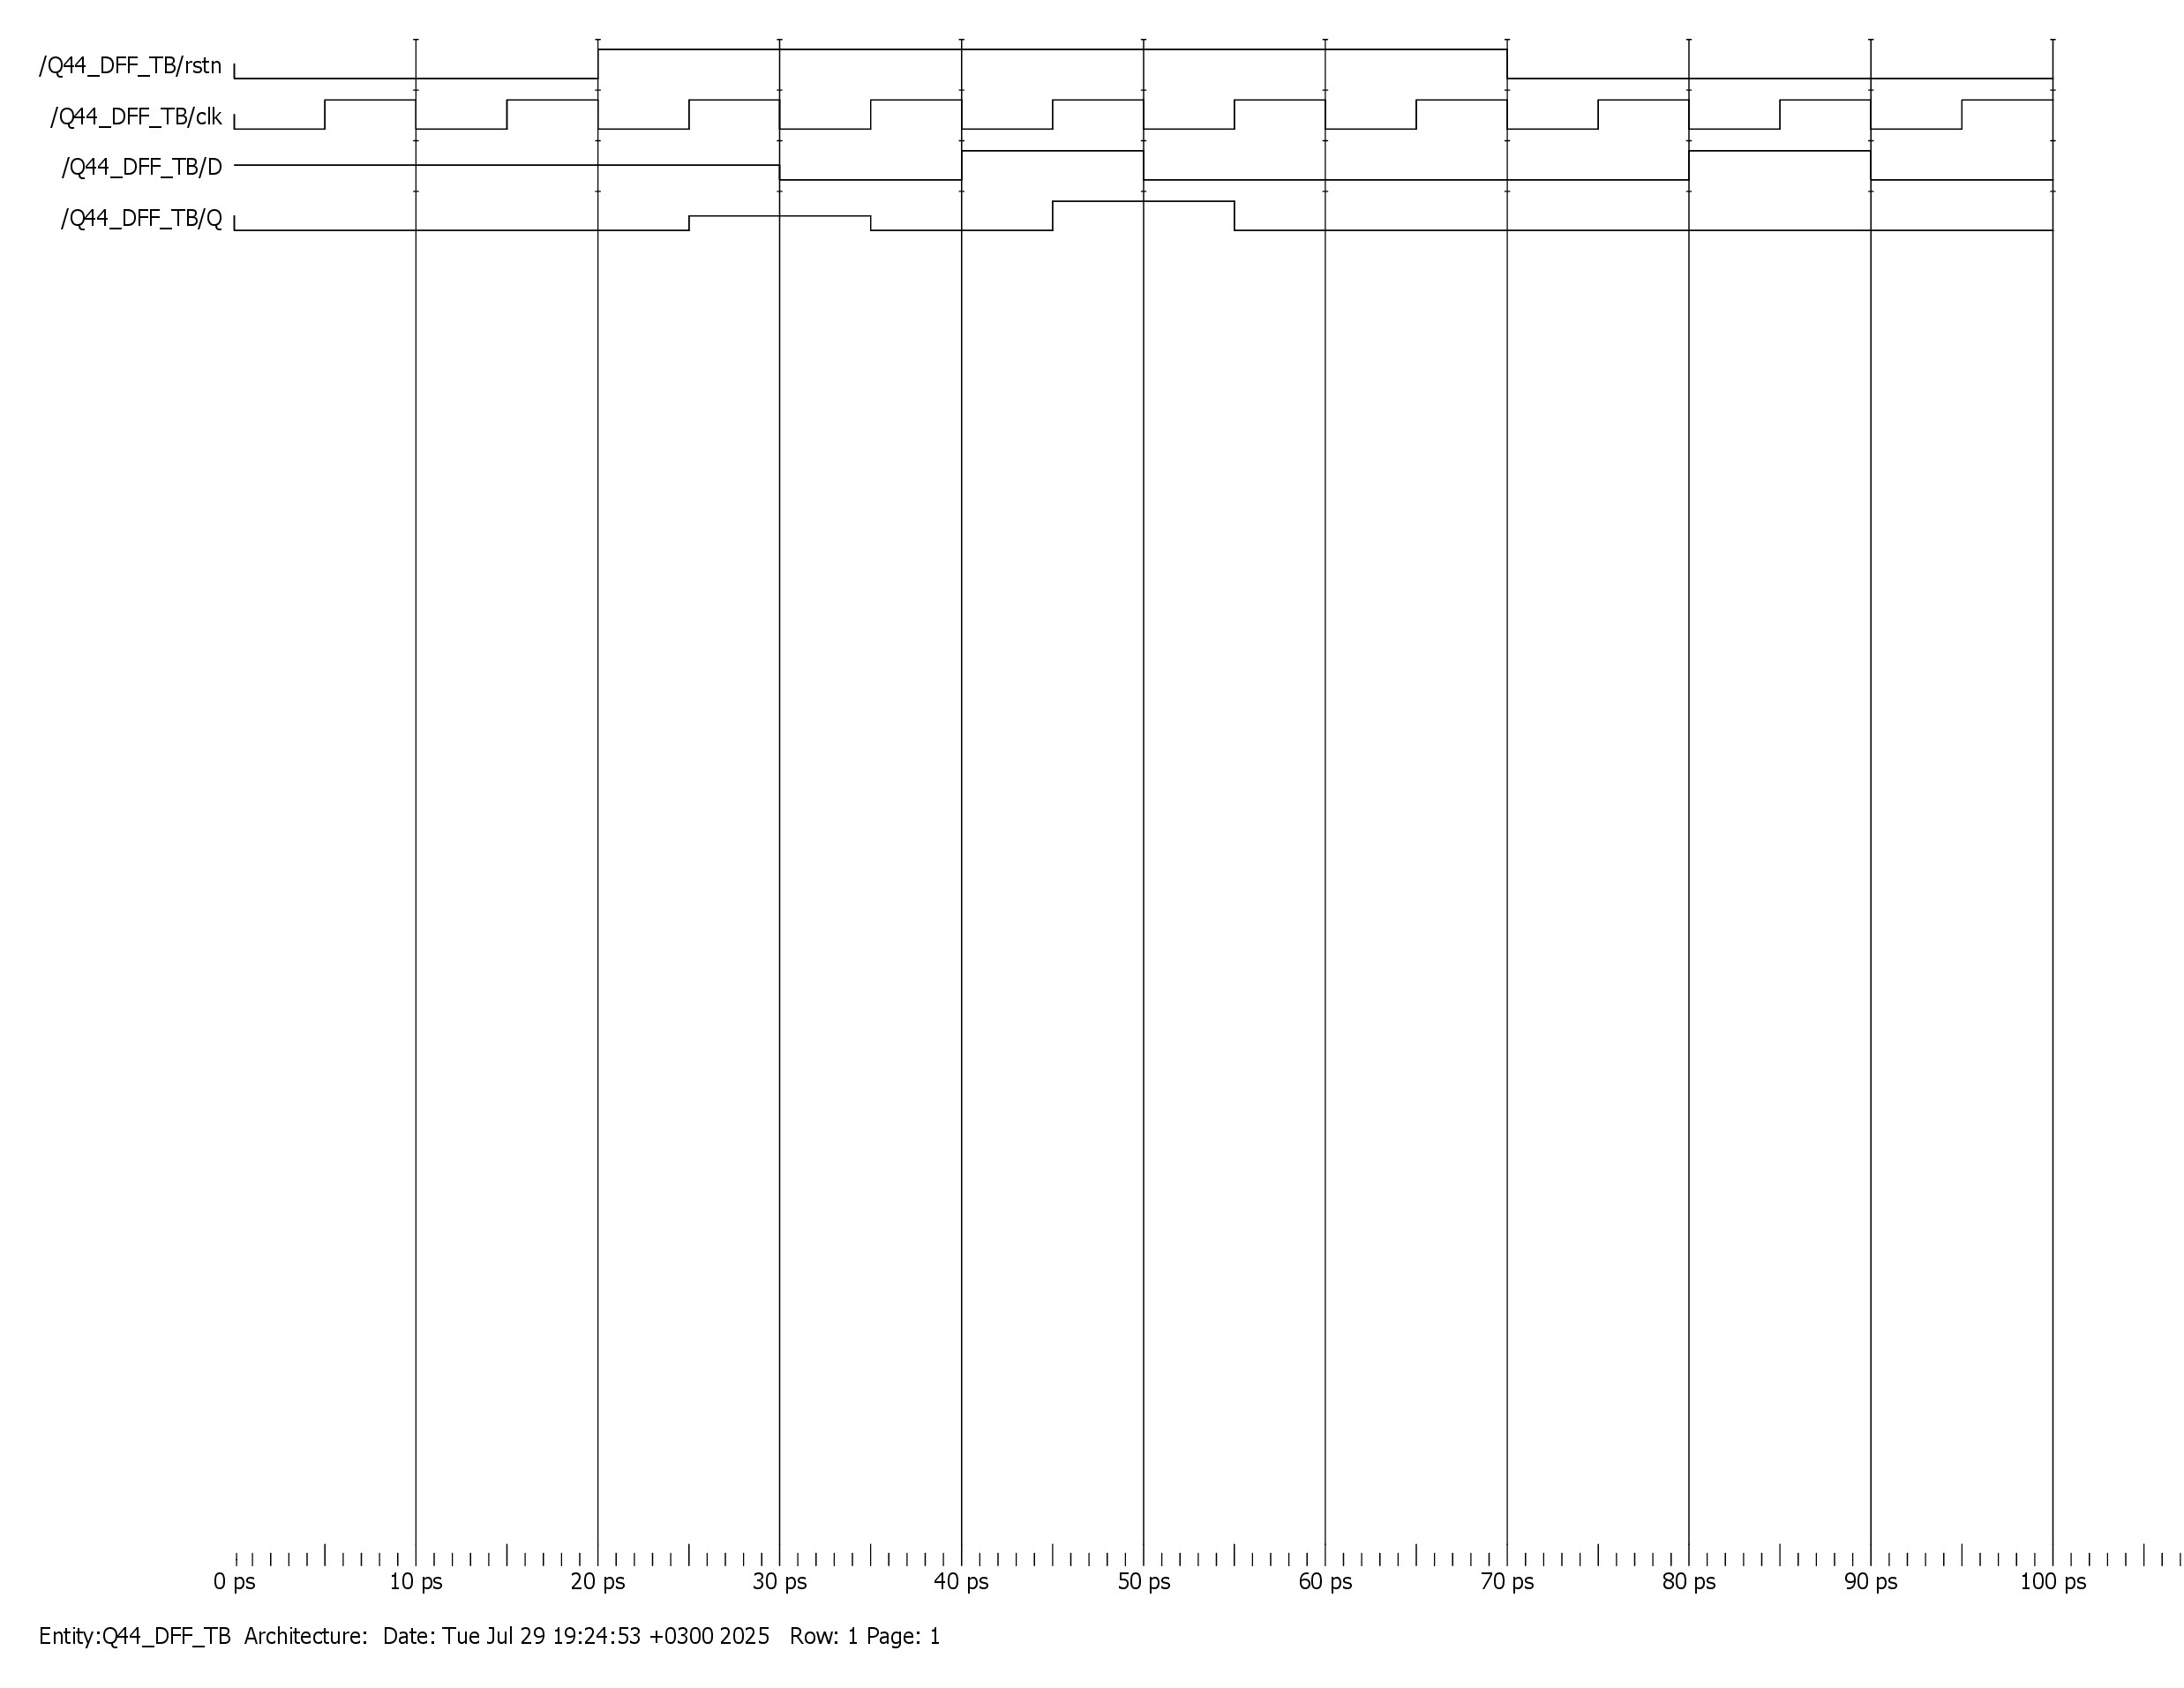 /Q44_DFF_TB/rstn
/Q44_DFF_TB/clk
/Q44_DFF_TB/D
/Q44_DFF_TB/Q
0 ps 10 ps 20 ps 30 ps 40 ps 50 ps 60 ps 70 ps 80 ps 90 ps 100 ps
Entity:Q44_DFF_TB Architecture: Date: Tue Jul 29 19:24:53 +0300 2025 Row: 1 Page: 1